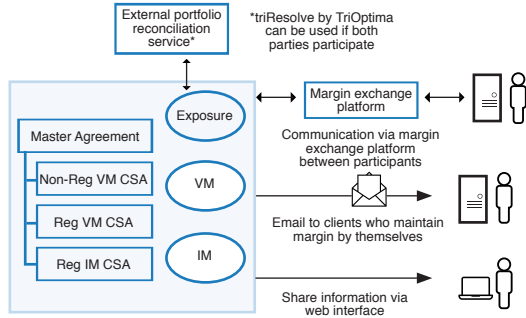 External portfolio
reconciliation
service*
*triResolve by TriOptima
can be used if both
parties participate
Exposure
Margin exchange
platform
Master Agreement
Communication via margin
exchange platform
between participants
Non-Reg VM CSA
VM
Reg VM CSA
Email to clients who maintain
margin by themselves
Reg IM CSA
IM
Share information via
web interface